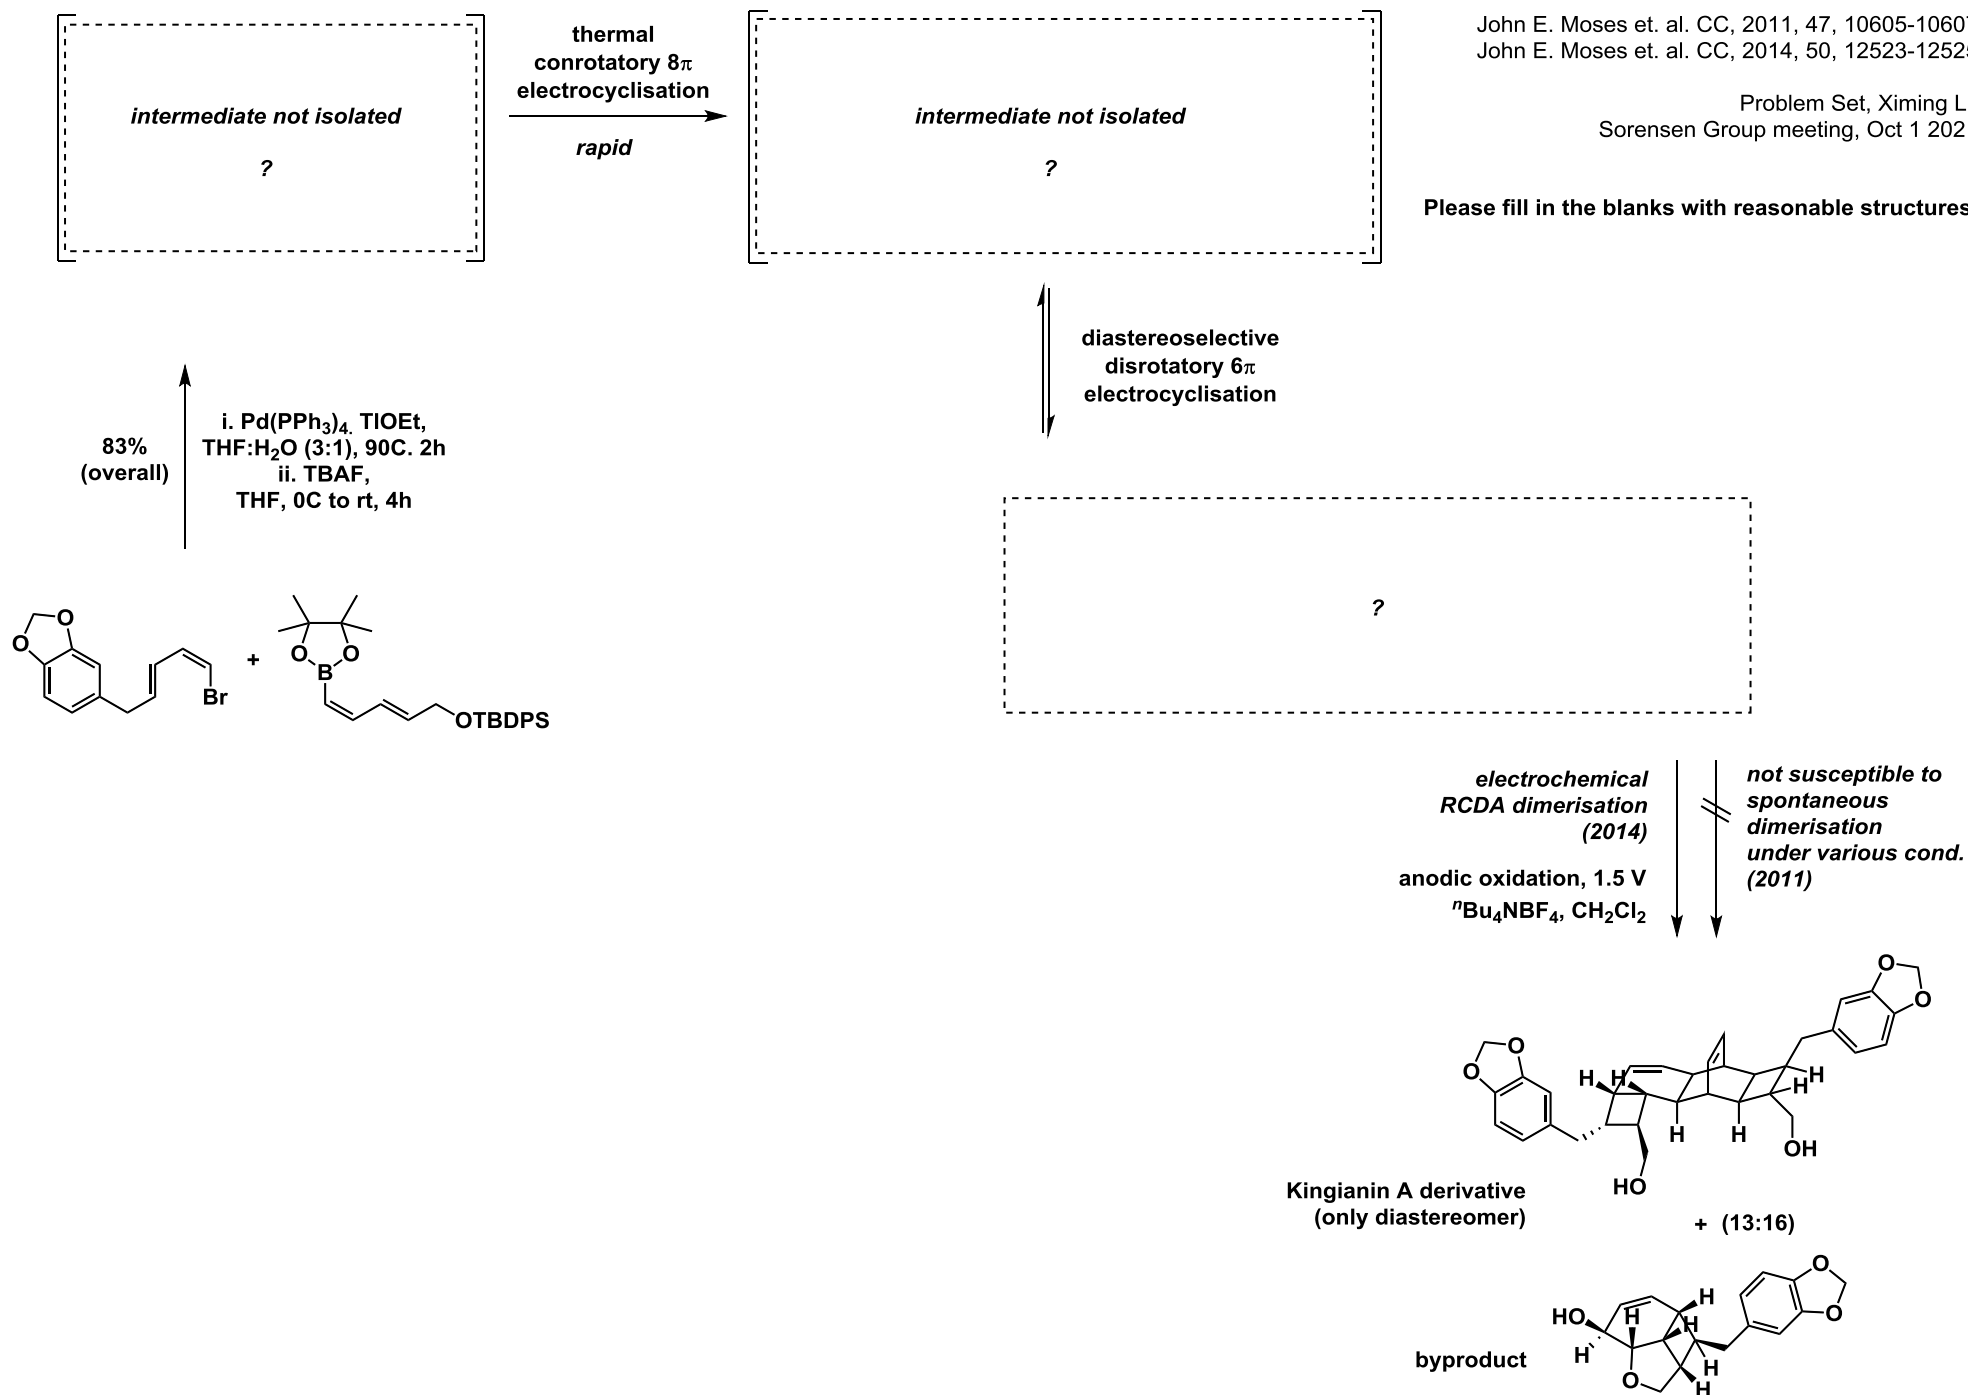 thermal
conrotatory 8π
electrocyclisation
rapid
intermediate not isolated
?
intermediate not isolated
?
John E. Moses et. al. CC, 2011, 47, 10605-10607
John E. Moses et. al. CC, 2014, 50, 12523-12525
Problem Set, Ximing L
Sorensen Group meeting, Oct 1 202
Please fill in the blanks with reasonable structures
diastereoselective
disrotatory 6π
electrocyclisation
83%
(overall)
i. Pd(PPh3)4. TlOEt,
THF:H2O (3:1), 90C. 2h
ii. TBAF,
THF, 0C to rt, 4h
?
O
O
Br
+
O
O
B
OTBDPS
electrochemical
RCDA dimerisation
(2014)
anodic oxidation, 1.5 V
nBu4NBF4, CH2Cl2
not susceptible to
spontaneous
dimerisation
under various cond.
(2011)
O
O
O
O
H
H
H
H
H
H
OH
HO
Kingianin A derivative
(only diastereomer)
+ (13:16)
O
O
HO
H
H
H
H
H
H
O
byproduct